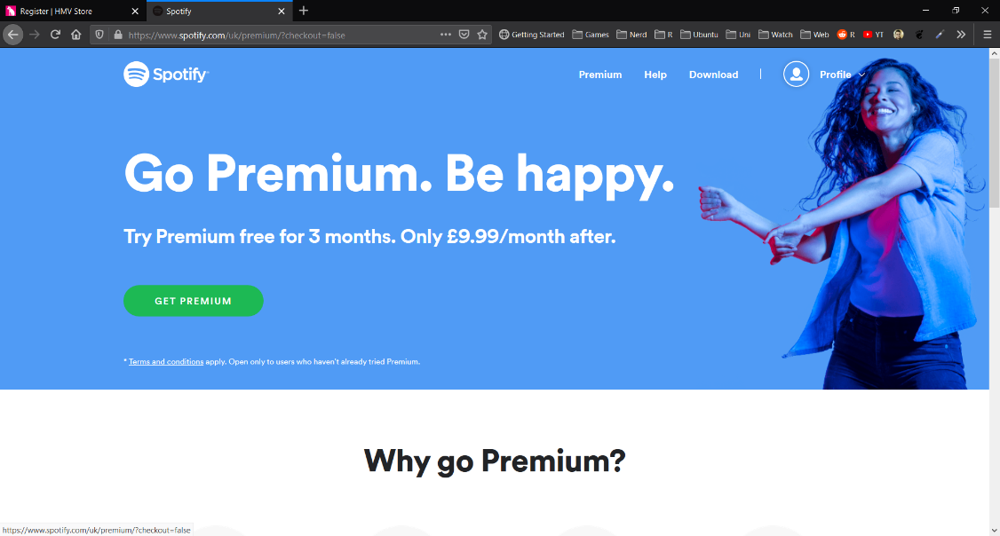 Register | HMV Store
Spotify
https://www.spotify.com/uk/premium/?checkout=false
Getting Started Games Nerd R Ubuntu Uni Watch Web R YT
Spotify
Premium Help Download | Profile
Go Premium. Be happy.
Try Premium free for 3 months. Only £9.99/month after.
GET PREMIUM
* Terms and conditions apply. Open only to users who haven't already tried Premium.
Why go Premium?
https://www.spotify.com/uk/premium/?checkout=false